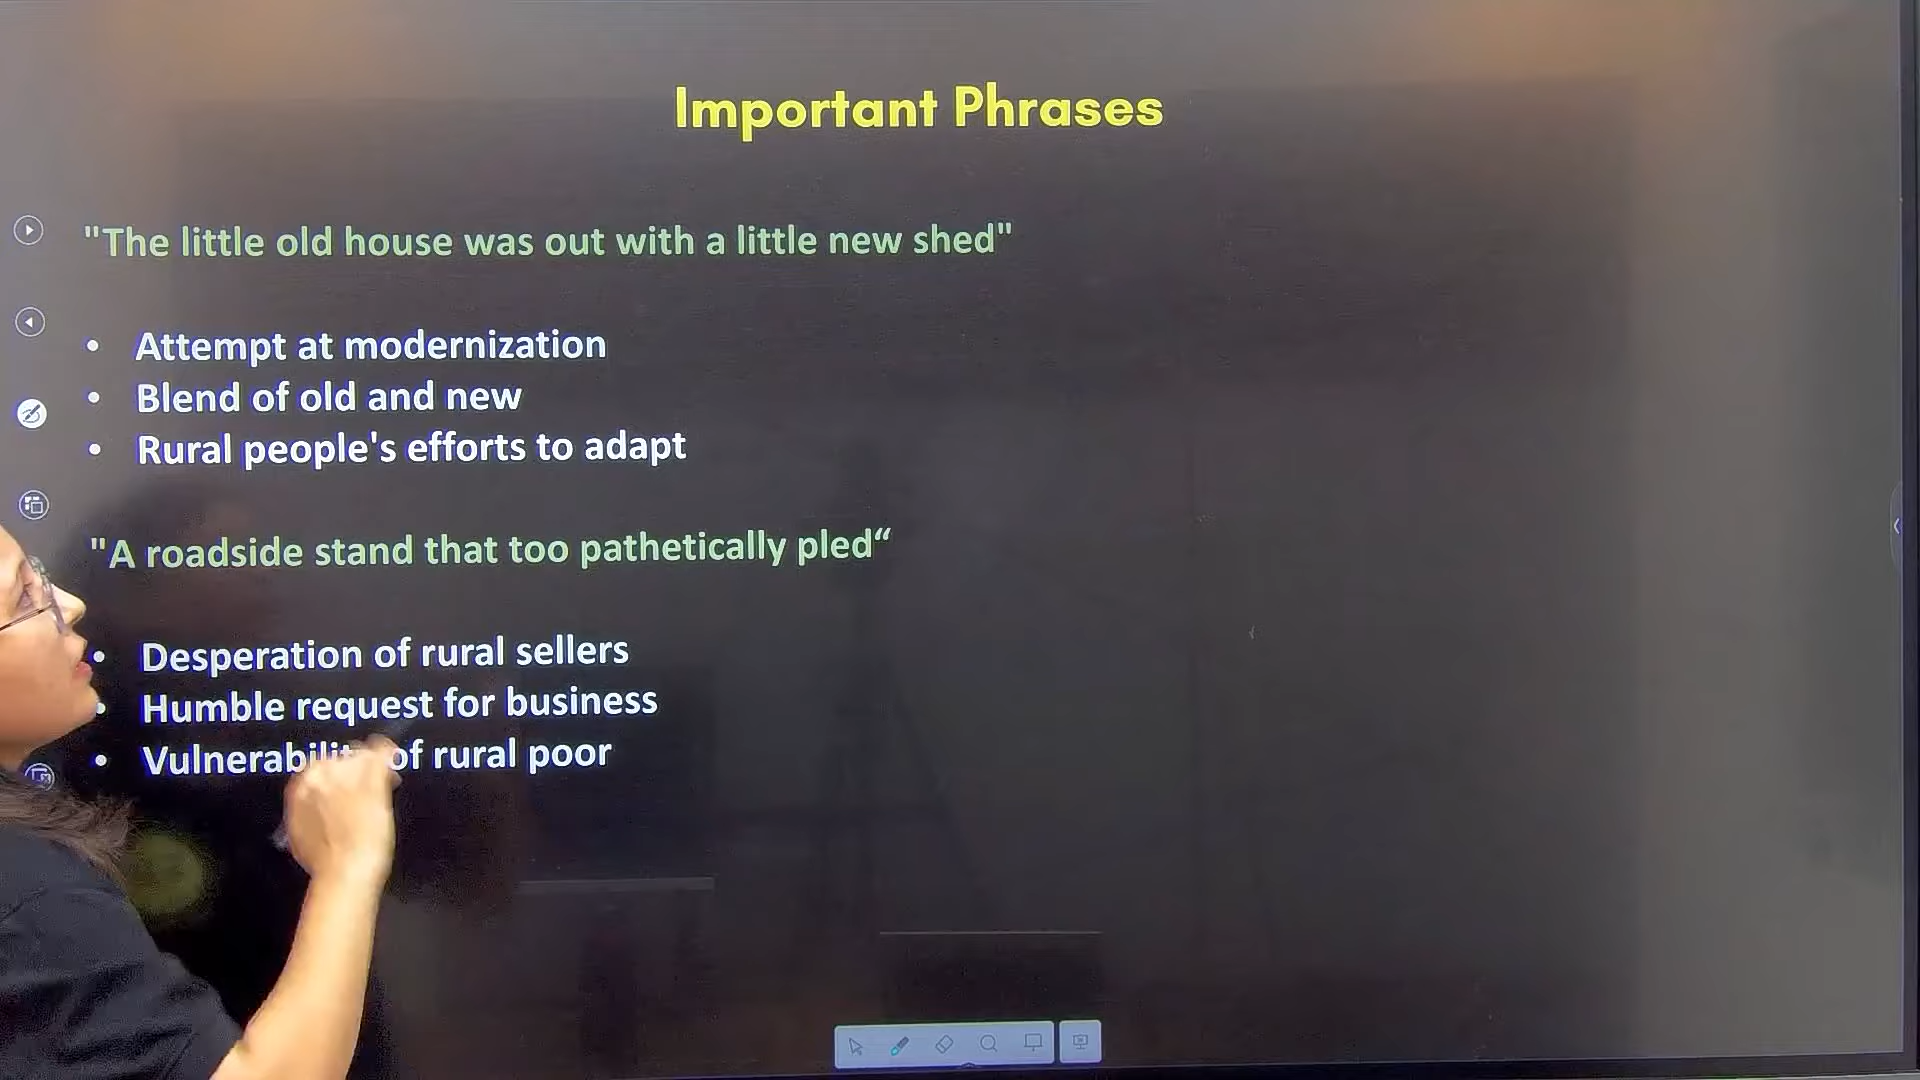 Important Phrases
"The little old house was out with a little new shed"
• Attempt at modernization
• Blend of old and new
• Rural people's efforts to adapt
"A roadside stand that too pathetically pled“
• Desperation of rural sellers
• Humble request for business
• Vulnerability of rural poor